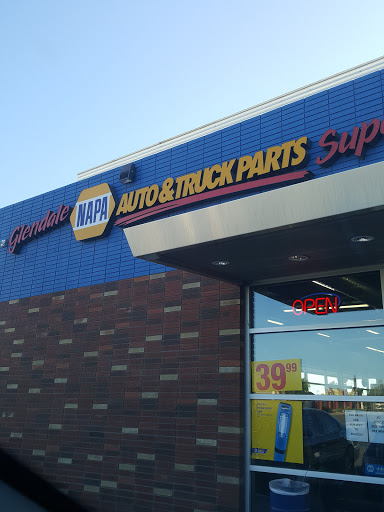 Glendale NAPA AUTO & TRUCK PARTS Sup
OPEN
39 99